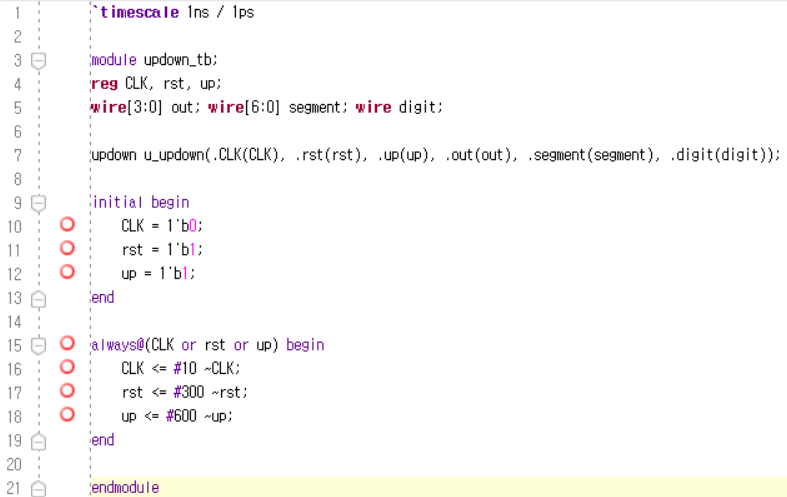 1 `timescale 1ns / 1ps
2
3 module updown_tb;
4 reg CLK, rst, up;
5 wire[3:0] out; wire[6:0] segment; wire digit;
6
7 updown u_updown(.CLK(CLK), .rst(rst), .up(up), .out(out), .segment(segment), .digit(digit));
8
9 initial begin
10 CLK = 1'b0;
11 rst = 1'b1;
12 up = 1'b1;
13 end
14
15 always@(CLK or rst or up) begin
16 CLK <= #10 ~CLK;
17 rst <= #300 ~rst;
18 up <= #600 ~up;
19 end
20
21 endmodule